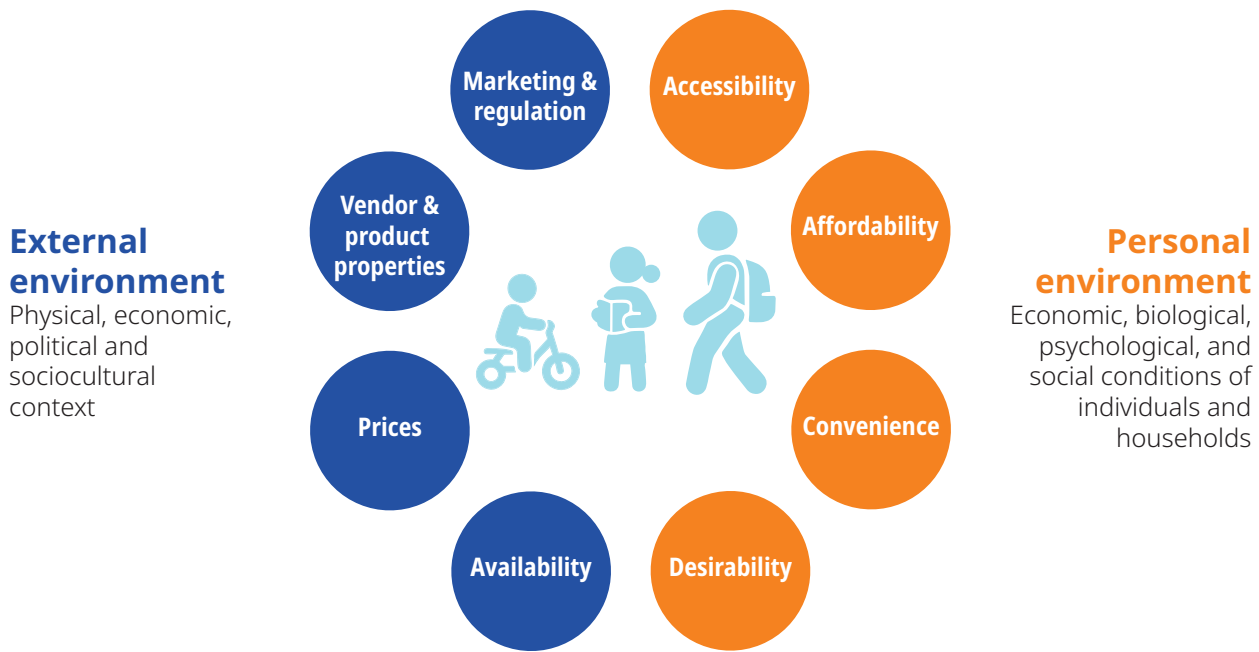 External
environment
Physical, economic,
political and
sociocultural
context
Marketing &
regulation
Vendor &
product
properties
Prices
Availability
Accessibility
Affordability
Convenience
Desirability
Personal
environment
Economic, biological,
psychological, and
social conditions of
individuals and
households